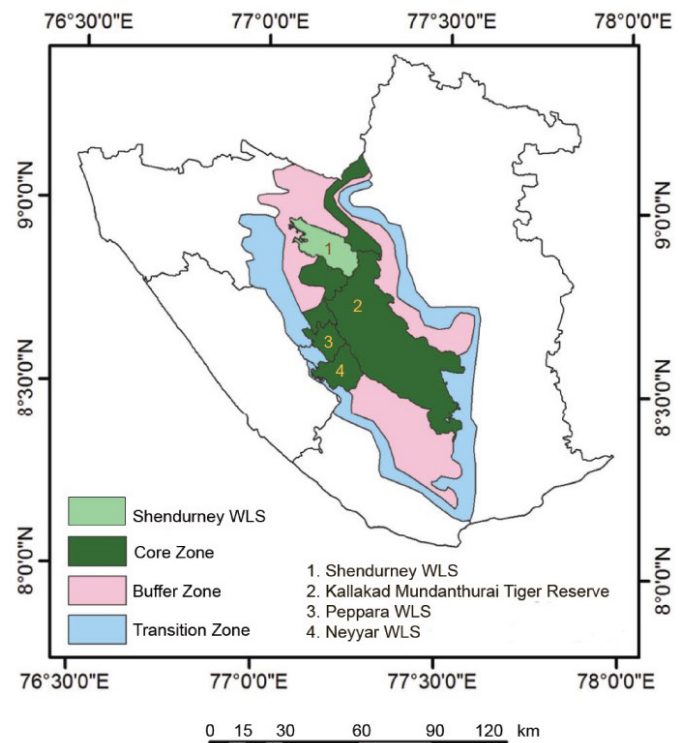 76°30'0"E 77°0'0"E 77°30'0"E 78°0'0"E
9°0'0"N 9°0'0"N
8°30'0"N 8°30'0"N
8°0'0"N 8°0'0"N
1
2
3
4
Shendurney WLS
Core Zone
Buffer Zone
Transition Zone
1. Shendurney WLS
2. Kallakad Mundanthurai Tiger Reserve
3. Peppara WLS
4. Neyyar WLS
76°30'0"E 77°0'0"E 77°30'0"E 78°0'0"E
0 15 30 60 90 120 km